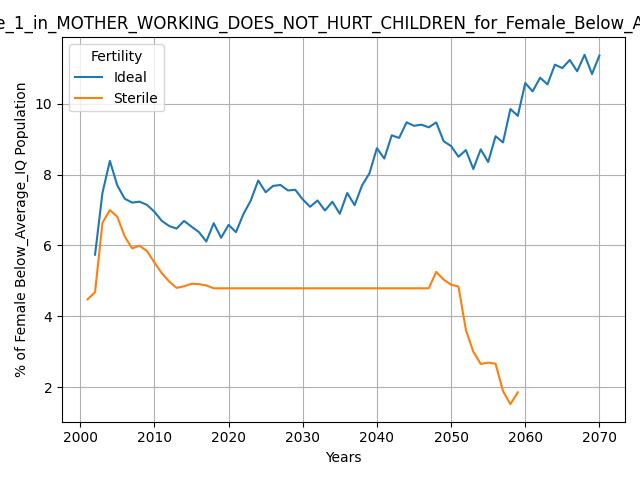 e_1_in_MOTHER_WORKING_DOES_NOT_HURT_CHILDREN_for_Female_Below_A
Fertility
Ideal
Sterile
10
8
6
4
2
% of Female Below_Average_IQ Population
2000 2010 2020 2030 2040 2050 2060 2070
Years